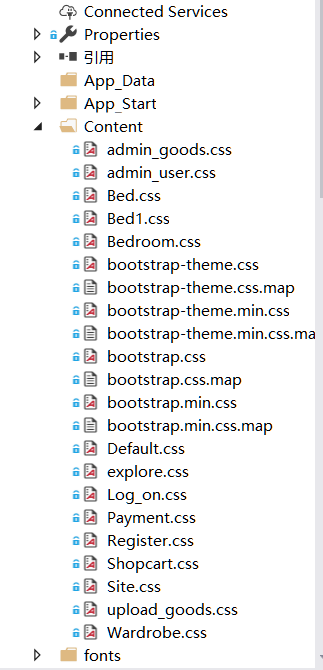 Connected Services
Properties
引用
App_Data
App_Start
Content
admin_goods.css
admin_user.css
Bed.css
Bed1.css
Bedroom.css
bootstrap-theme.css
bootstrap-theme.css.map
bootstrap-theme.min.css
bootstrap-theme.min.css.ma
bootstrap.css
bootstrap.css.map
bootstrap.min.css
bootstrap.min.css.map
Default.css
explore.css
Log_on.css
Payment.css
Register.css
Shopcart.css
Site.css
upload_goods.css
Wardrobe.css
fonts